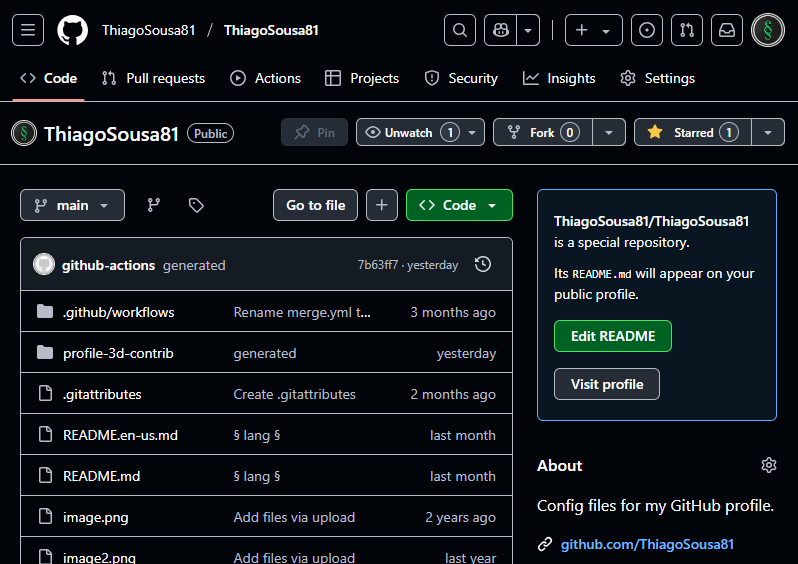 ThiagoSousa81 / ThiagoSousa81
Code Pull requests Actions Projects Security Insights Settings
§ ThiagoSousa81 Public Pin Unwatch 1 Fork 0 Starred 1
main Go to file Code
github-actions generated 7b63ff7 · yesterday
.github/workflows Rename merge.yml t... 3 months ago
profile-3d-contrib generated yesterday
.gitattributes Create .gitattributes 2 months ago
README.en-us.md § lang § last month
README.md § lang § last month
image.png Add files via upload 2 years ago
image2.png Add files via upload last year
ThiagoSousa81/ThiagoSousa81
is a special repository.
Its README.md will appear on your
public profile.
Edit README
Visit profile
About
Config files for my GitHub profile.
github.com/ThiagoSousa81